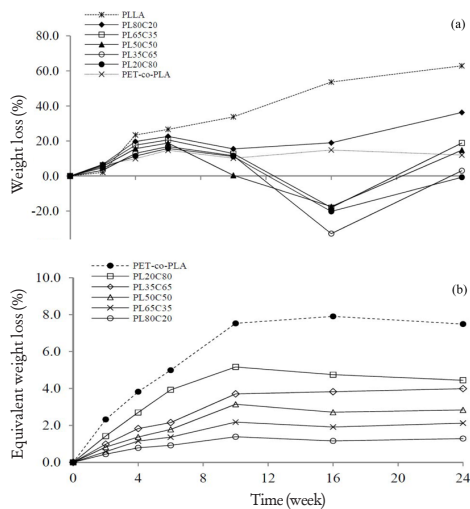 (a)
PLLA
PL80C20
PL65C35
PL50C50
PL35C65
PL20C80
PET-co-PLA
80.0
60.0
40.0
20.0
0.0
-20.0
Weight loss (%)
(b)
PET-co-PLA
PL20C80
PL35C65
PL50C50
PL65C35
PL80C20
10.0
8.0
6.0
4.0
2.0
0.0
Equivalent weight loss (%)
0 4 8 12 16 20 24
Time (week)